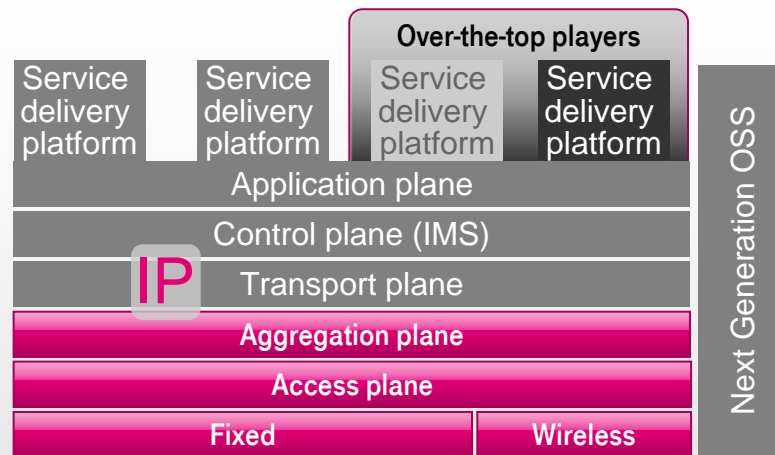 Over-the-top players
Service
delivery
platform
Service
delivery
platform
Service
delivery
platform
Service
delivery
platform
Application plane
Control plane (IMS)
IP
Transport plane
Aggregation plane
Access plane
Fixed
Wireless
Next Generation OSS